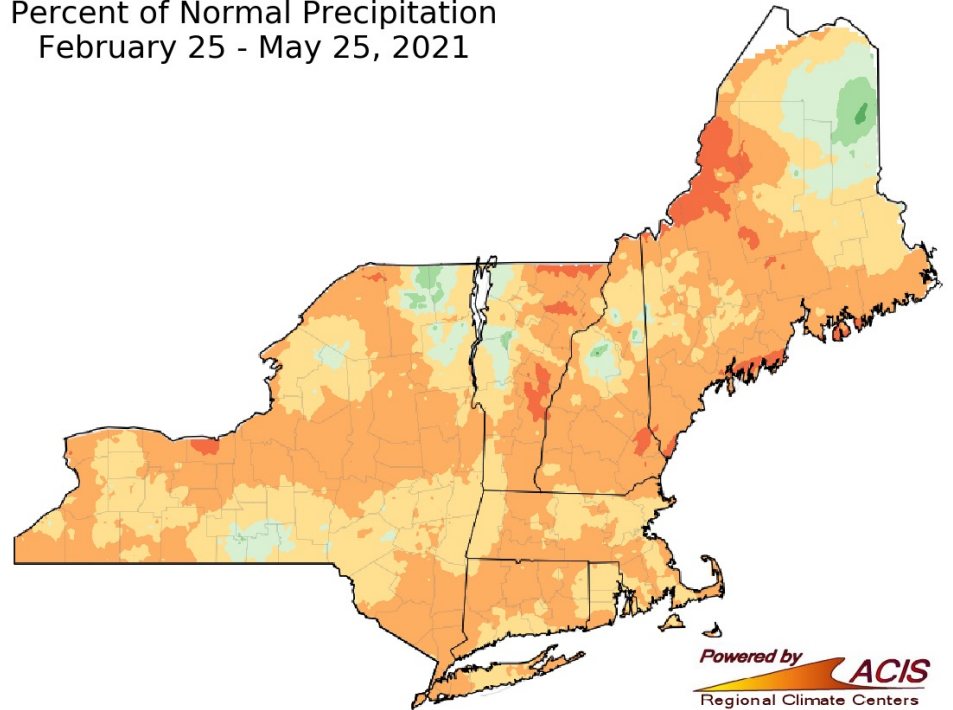 Percent of Normal Precipitation
February 25 - May 25, 2021
Powered by
ACIS
Regional Climate Centers